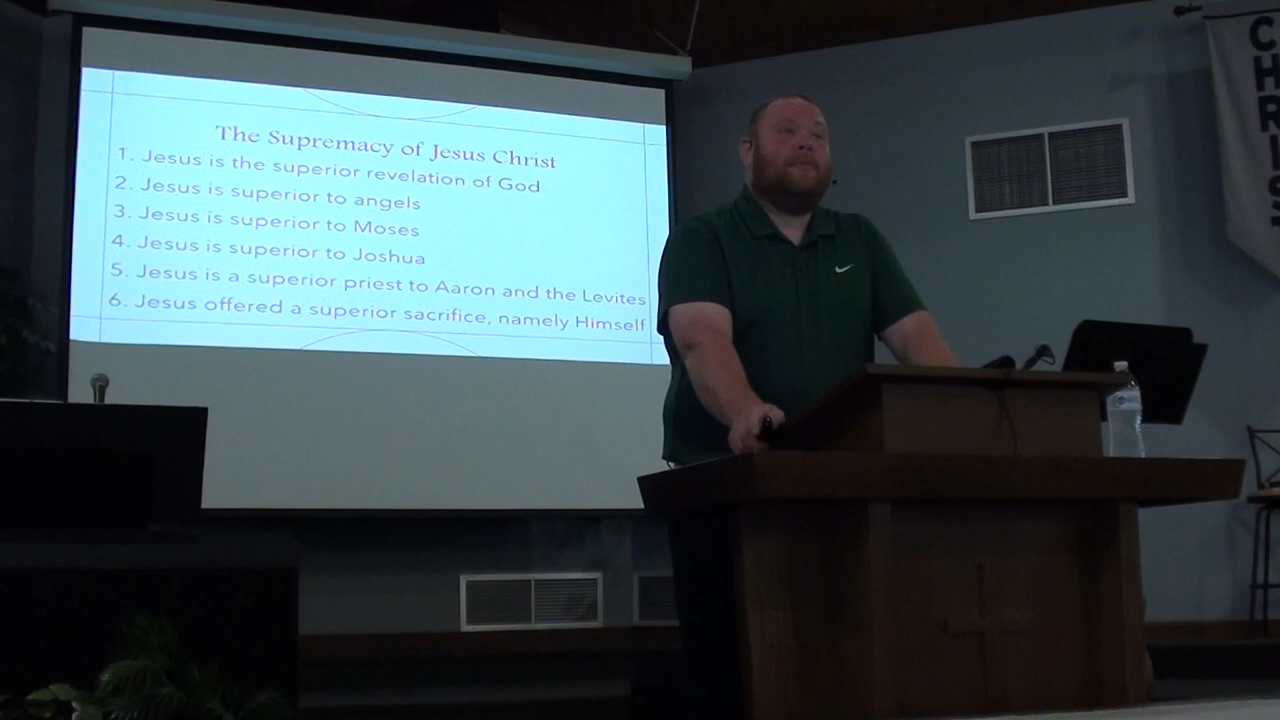 The Supremacy of Jesus Christ
1. Jesus is the superior revelation of God
2. Jesus is superior to angels
3. Jesus is superior to Moses
4. Jesus is superior to Joshua
5. Jesus is a superior priest to Aaron and the Levites
6. Jesus offered a superior sacrifice, namely Himself
CHRIST